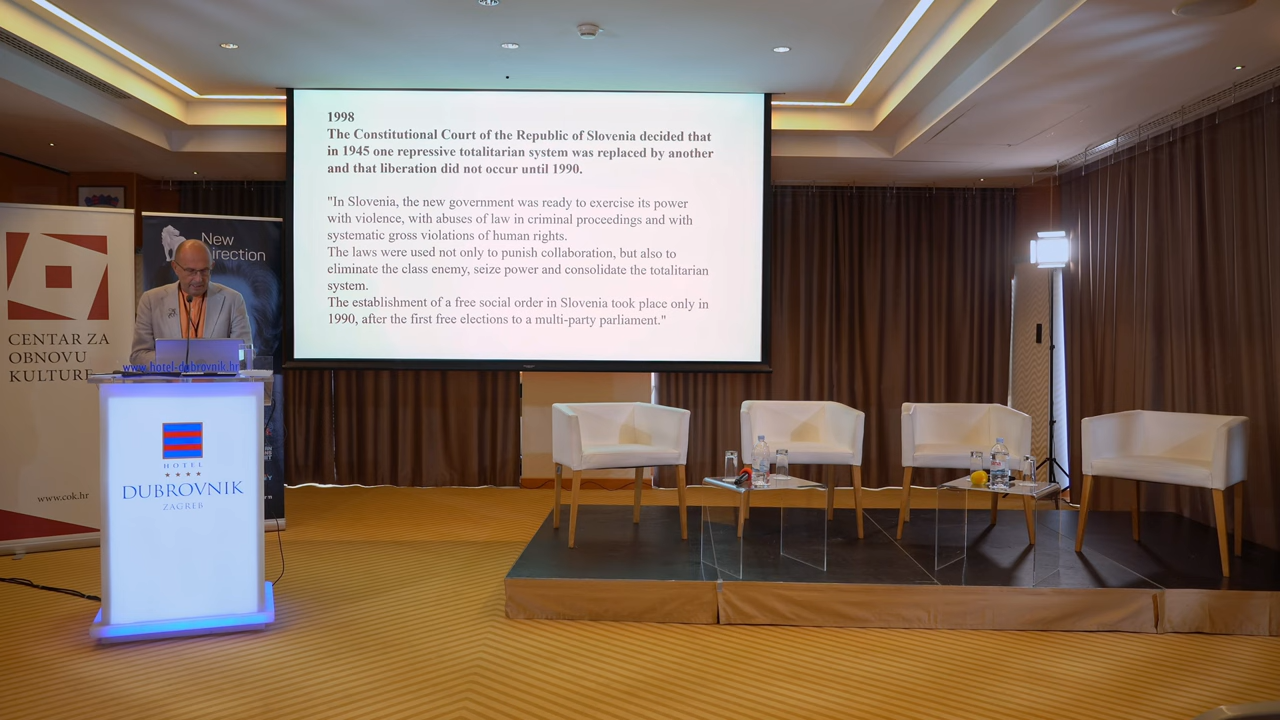 1998
The Constitutional Court of the Republic of Slovenia decided that
in 1945 one repressive totalitarian system was replaced by another
and that liberation did not occur until 1990.
"In Slovenia, the new government was ready to exercise its power
with violence, with abuses of law in criminal proceedings and with
systematic gross violations of human rights.
The laws were used not only to punish collaboration, but also to
eliminate the class enemy, seize power and consolidate the totalitarian
system.
The establishment of a free social order in Slovenia took place only in
1990, after the first free elections to a multi-party parliament."
New
irection
CENTAR ZA
OBNOVU
KULTURE
www.cok.hr
www.hotel-dubrovnik.hr
HOTEL
DUBROVNIK
ZAGREB